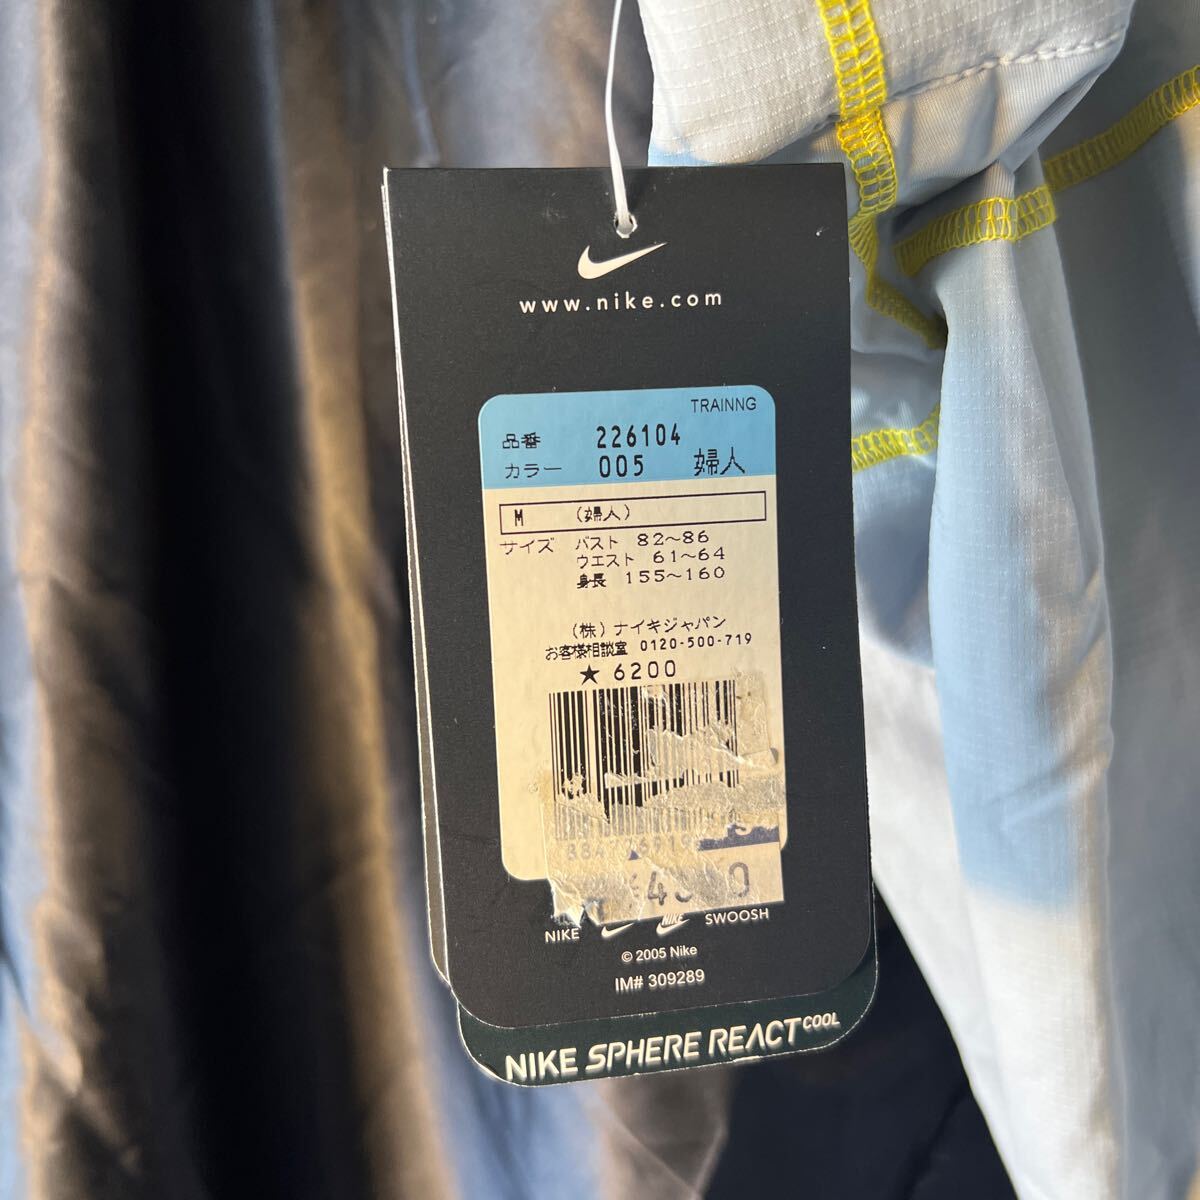 www.nike.com
TRAINNG
品番 226104
カラー 005 婦人
M (婦人)
サイズ バスト 82〜86
ウエスト 61〜64
身長 155〜160
(株)ナイキジャパン
お客様相談室 0120-500-719
★ 6200
NIKE NIKE SWOOSH
© 2005 Nike
IM# 309289
NIKE SPHERE REACT COOL